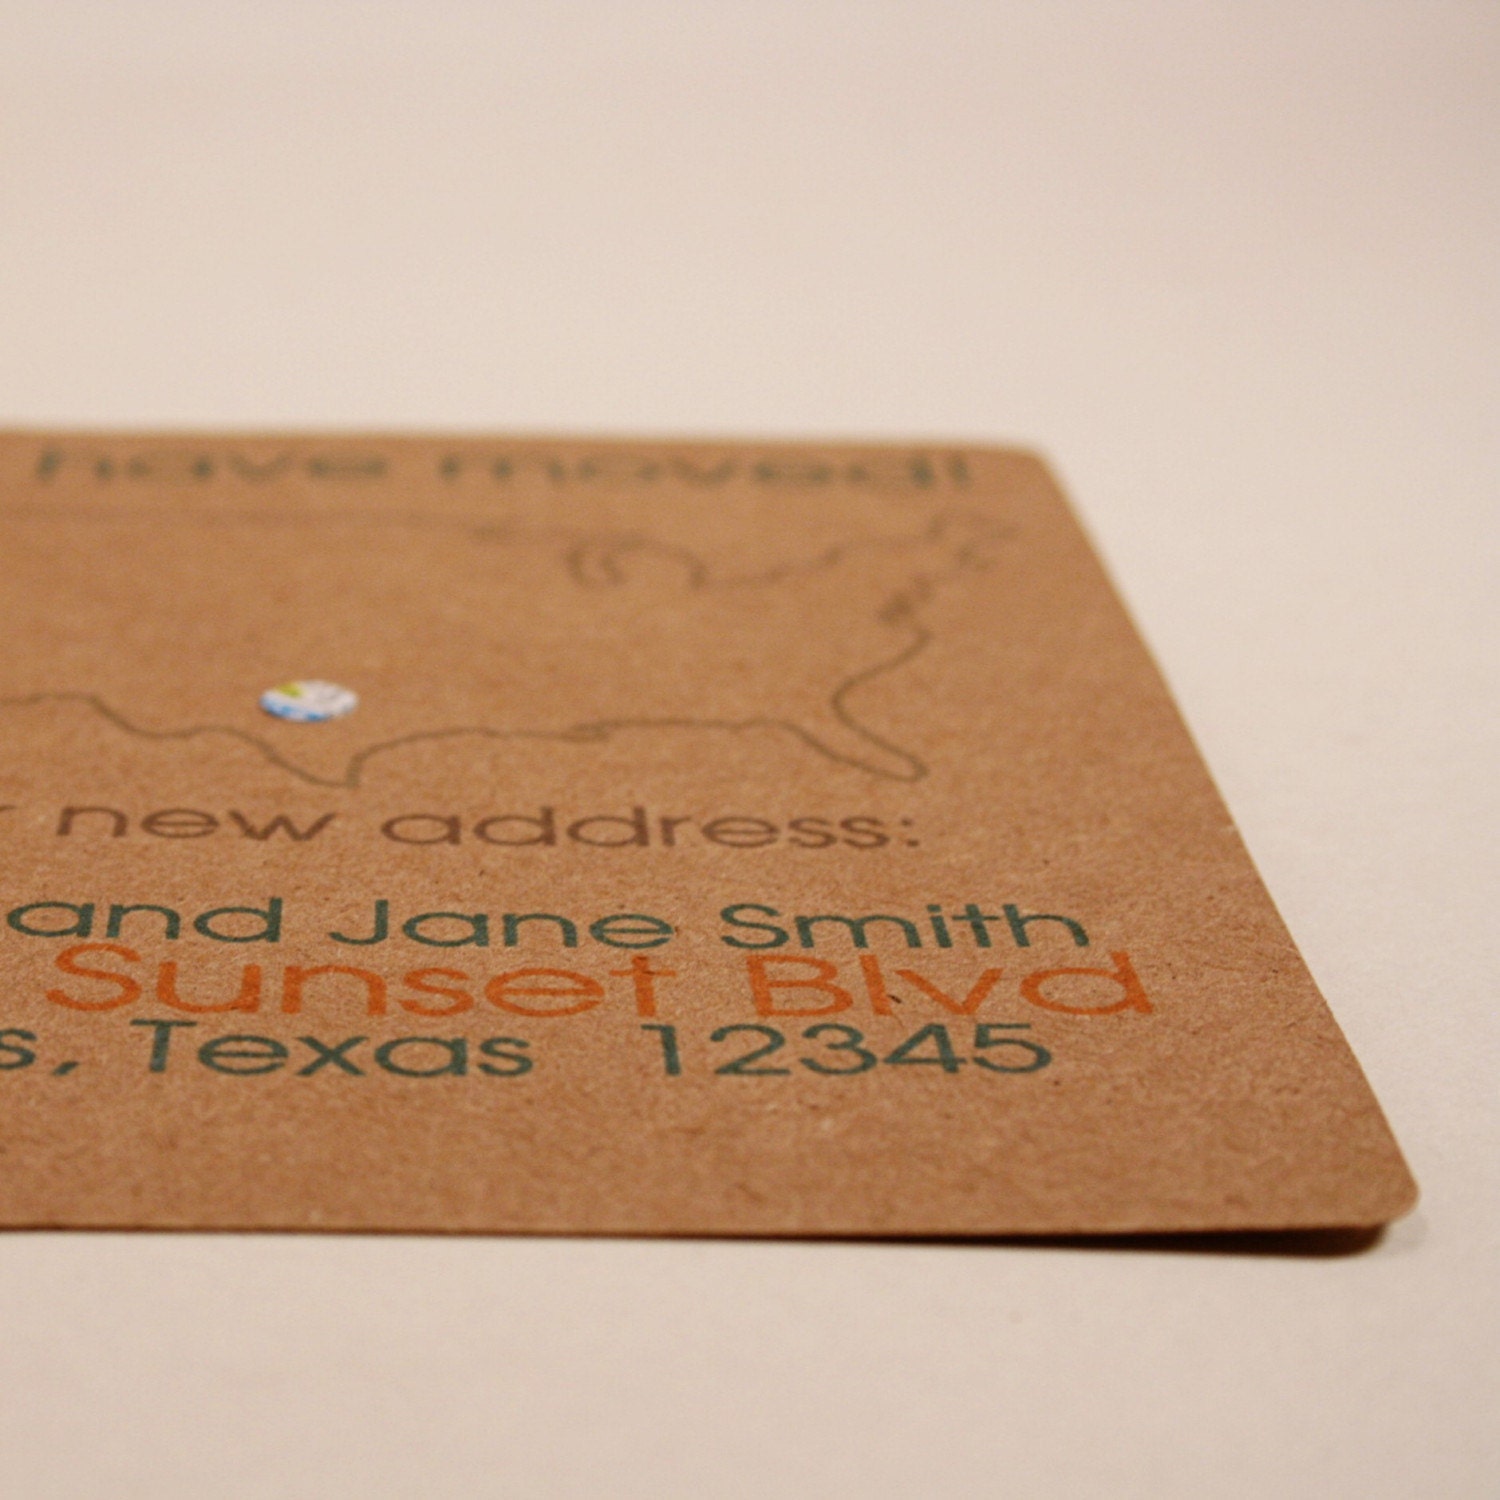 have moved!
new address:
and Jane Smith
Sunset Blvd
s, Texas 12345